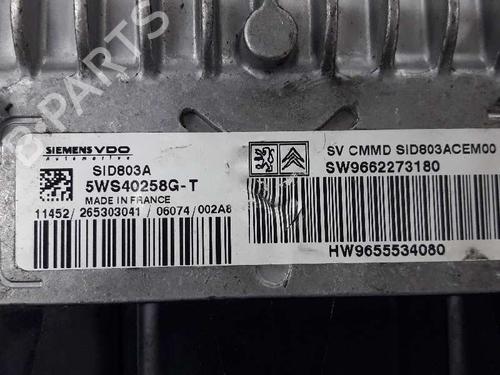 B-PARTS
SIEMENS VDO
Automotive
SID803A
5WS40258G-T
MADE IN FRANCE
11452 / 265303041 / 06074 / 002A8
SV CMMD SID803ACEM00
SW9662273180
HW9655534080